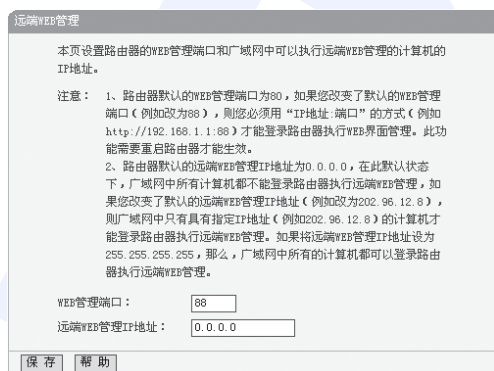 远端WEB管理
本页设置路由器的WEB管理端口和广域网中可以执行远端WEB管理的计算机的
IP地址。
注意： 1、路由器默认的WEB管理端口为80，如果您改变了默认的WEB管理
端口（例如改为88），则您必须用“IP地址:端口”的方式（例如
http://192.168.1.1:88）才能登录路由器执行WEB界面管理。此功
能需要重启路由器才能生效。
2、路由器默认的远端WEB管理IP地址为0.0.0.0，在此默认状态
下，广域网中所有计算机都不能登录路由器执行远端WEB管理，如
果您改变了默认的远端WEB管理IP地址（例如改为202.96.12.8），
则广域网中只有具有指定IP地址（例如202.96.12.8）的计算机才
能登录路由器执行远端WEB管理。如果将远端WEB管理IP地址设为
255.255.255.255，那么，广域网中所有的计算机都可以登录路由
器执行远端WEB管理。
WEB管理端口： 88
远端WEB管理IP地址： 0.0.0.0
保 存 帮 助